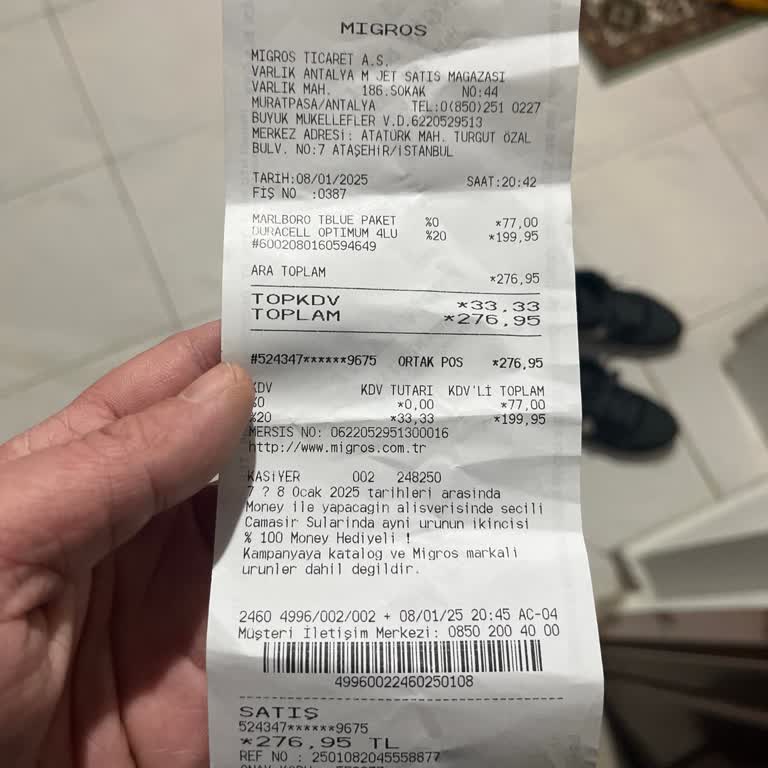 MIGROS
MIGROS TICARET A.S.
VARLIK ANTALYA M JET SATIS MAGAZASI
VARLIK MAH. 186.SOKAK NO:44
MURATPASA/ANTALYA TEL:0(850)251 0227
BUYUK MUKELLEFLER V.D.6220529513
MERKEZ ADRESİ: ATATÜRK MAH. TURGUT ÖZAL
BULV. NO:7 ATAŞEHİR/İSTANBUL
TARİH:08/01/2025 SAAT:20:42
FİŞ NO :0387
MARLBORO TBLUE PAKET %0 *77,00
DURACELL OPTIMUM 4LU %20 *199,95
#6002080160594649
ARA TOPLAM *276,95
TOPKDV *33,33
TOPLAM *276,95
#524347******9675 ORTAK POS *276,95
KDV KDV TUTARI KDV'Lİ TOPLAM
%0 *0,00 *77,00
%20 *33,33 *199,95
MERSIS NO: 0622052951300016
http://www.migros.com.tr
KASİYER 002 248250
7 ? 8 Ocak 2025 tarihleri arasinda
Money ile yapacagin alisverisinde secili
Camasir Sularinda ayni urunun ikincisi
% 100 Money Hediyeli !
Kampanyaya katalog ve Migros markali
urunler dahil degildir.
2460 4996/002/002 + 08/01/25 20:45 AC-04
Müşteri İletişim Merkezi: 0850 200 40 00
49960022460250108
SATIŞ
524347******9675
*276,95 TL
REF NO : 2501082045558877